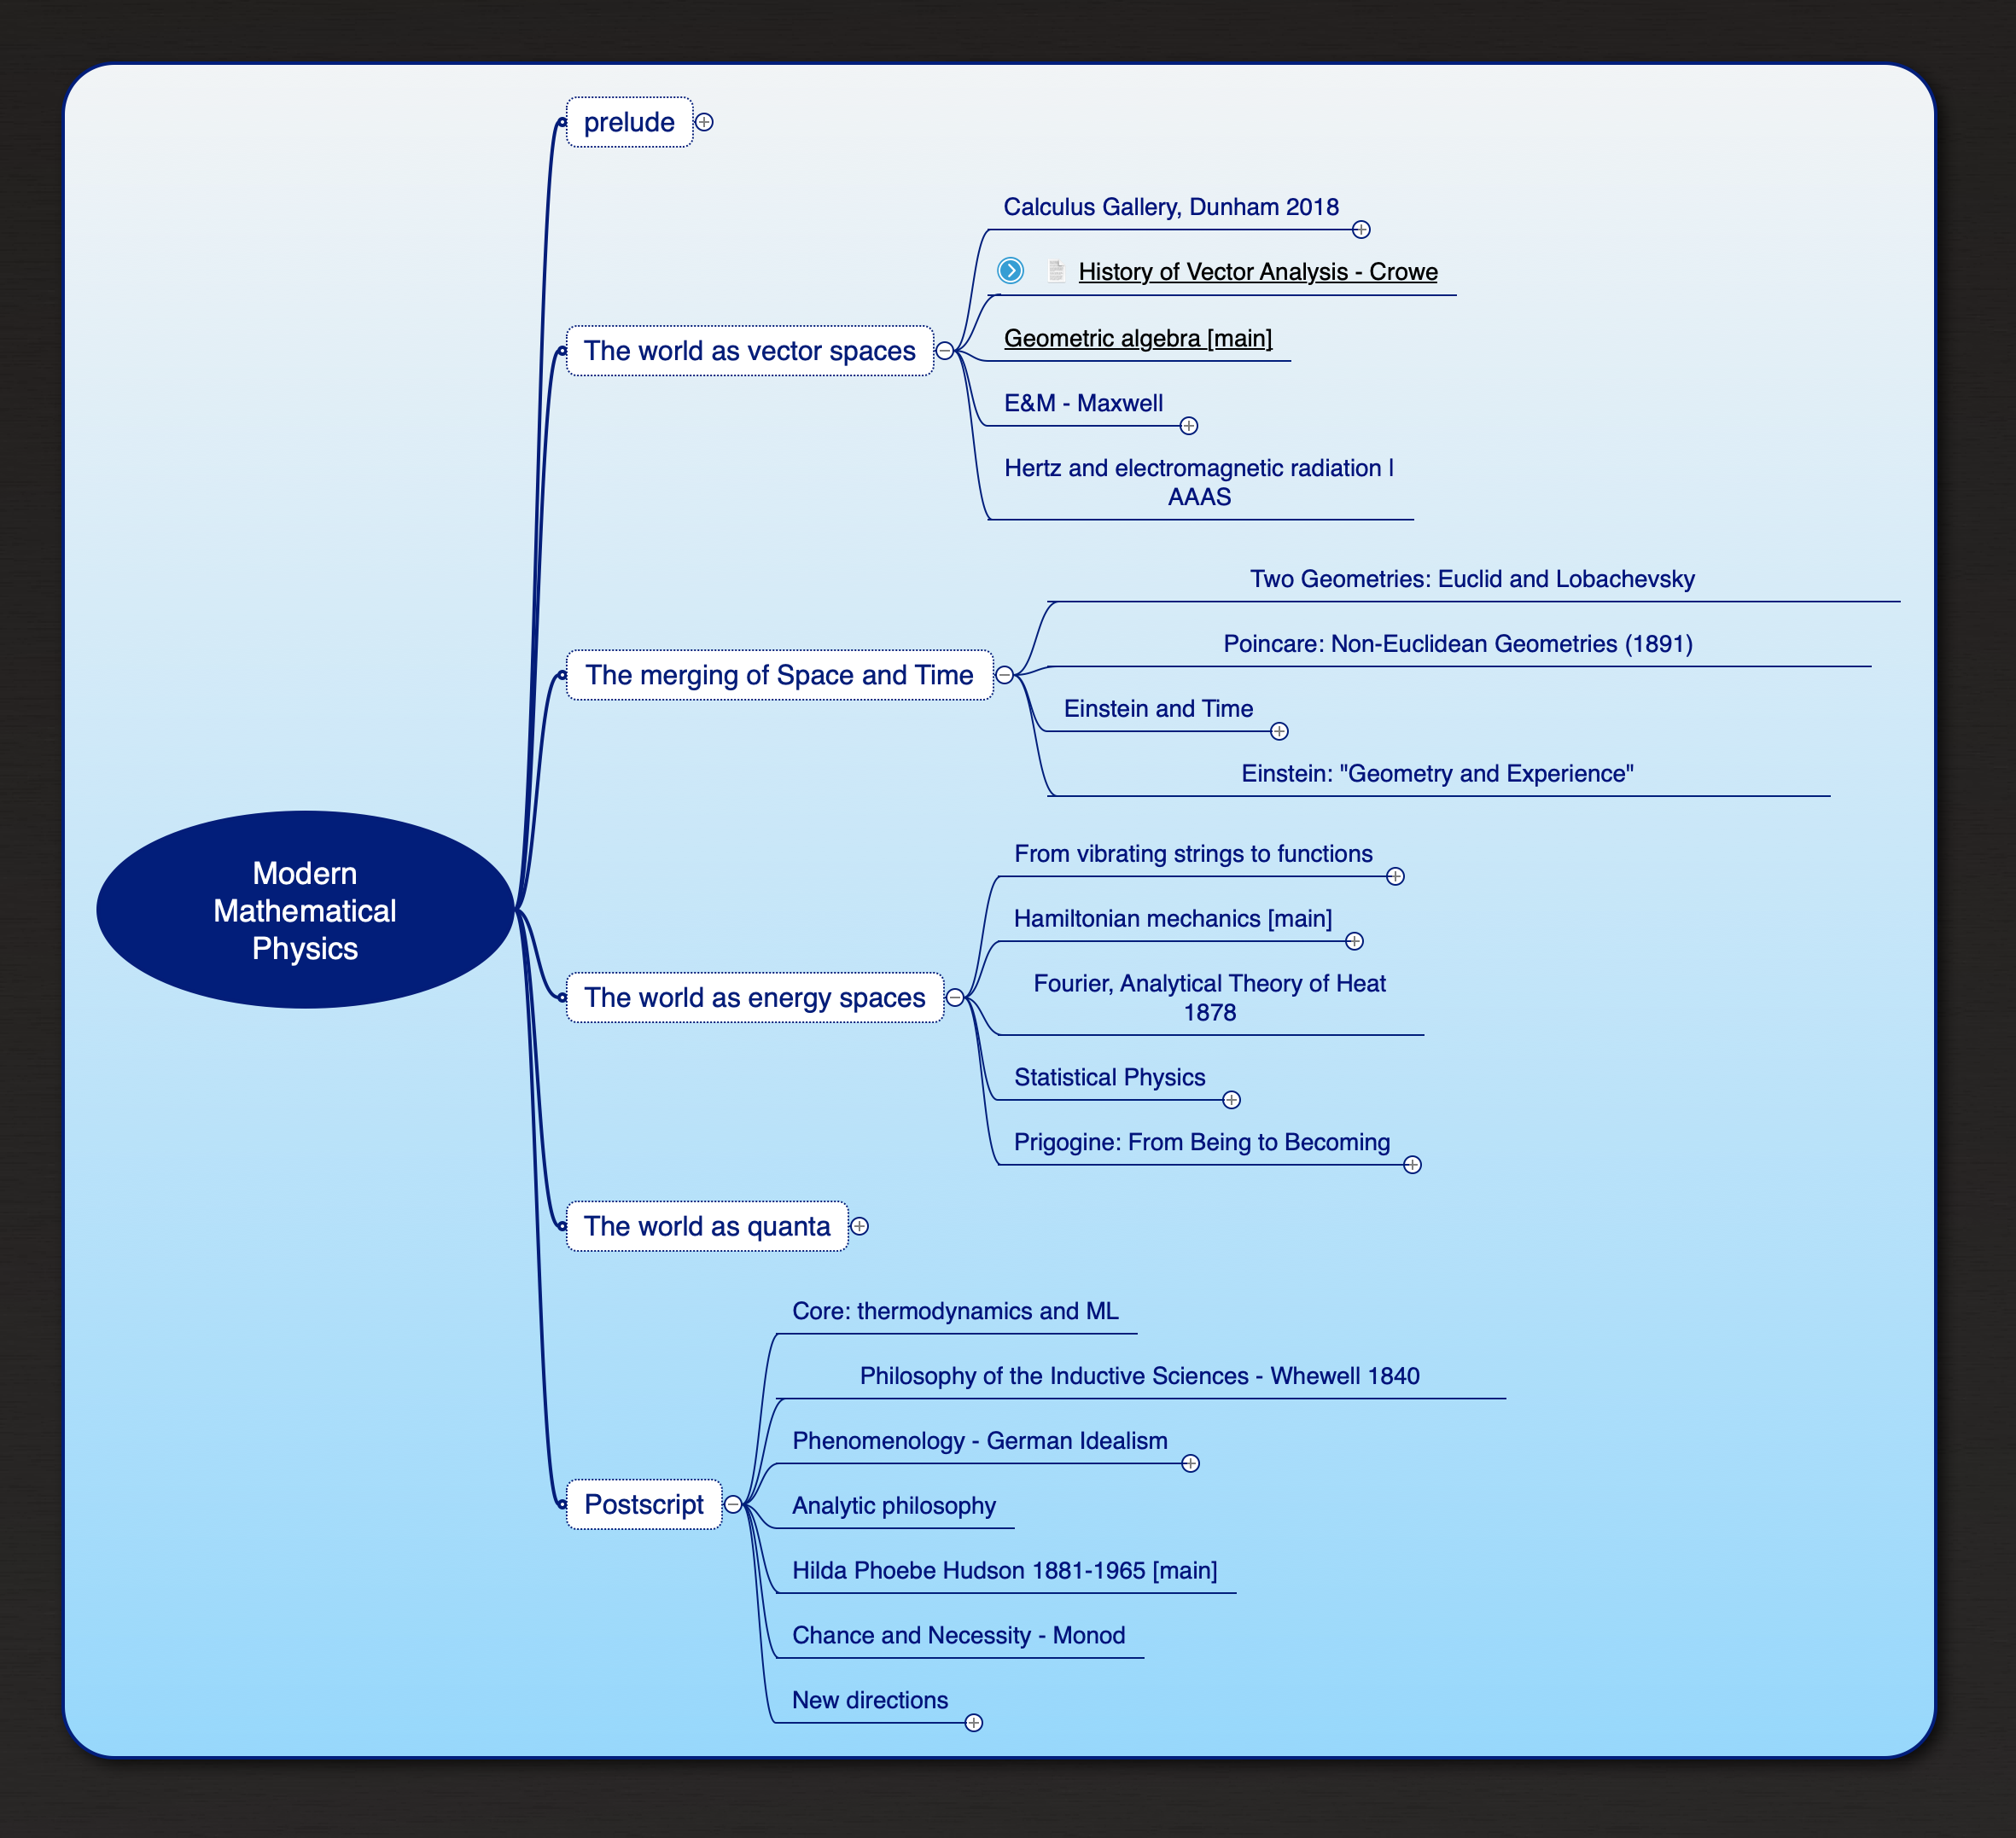 Modern
Mathematical
Physics
prelude
The world as vector spaces
Calculus Gallery, Dunham 2018
History of Vector Analysis - Crowe
Geometric algebra [main]
E&M - Maxwell
Hertz and electromagnetic radiation |
AAAS
The merging of Space and Time
Two Geometries: Euclid and Lobachevsky
Poincare: Non-Euclidean Geometries (1891)
Einstein and Time
Einstein: "Geometry and Experience"
The world as energy spaces
From vibrating strings to functions
Hamiltonian mechanics [main]
Fourier, Analytical Theory of Heat
1878
Statistical Physics
Prigogine: From Being to Becoming
The world as quanta
Postscript
Core: thermodynamics and ML
Philosophy of the Inductive Sciences - Whewell 1840
Phenomenology - German Idealism
Analytic philosophy
Hilda Phoebe Hudson 1881-1965 [main]
Chance and Necessity - Monod
New directions